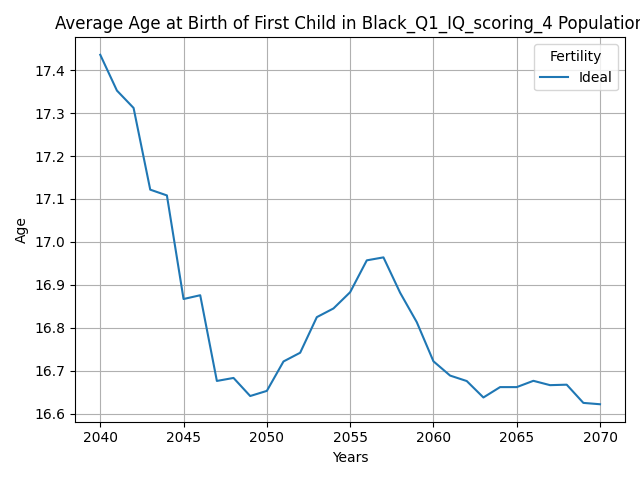 Average Age at Birth of First Child in Black_Q1_IQ_scoring_4 Population
Fertility
Ideal
17.4
17.3
17.2
17.1
17.0
16.9
16.8
16.7
16.6
Age
2040 2045 2050 2055 2060 2065 2070
Years